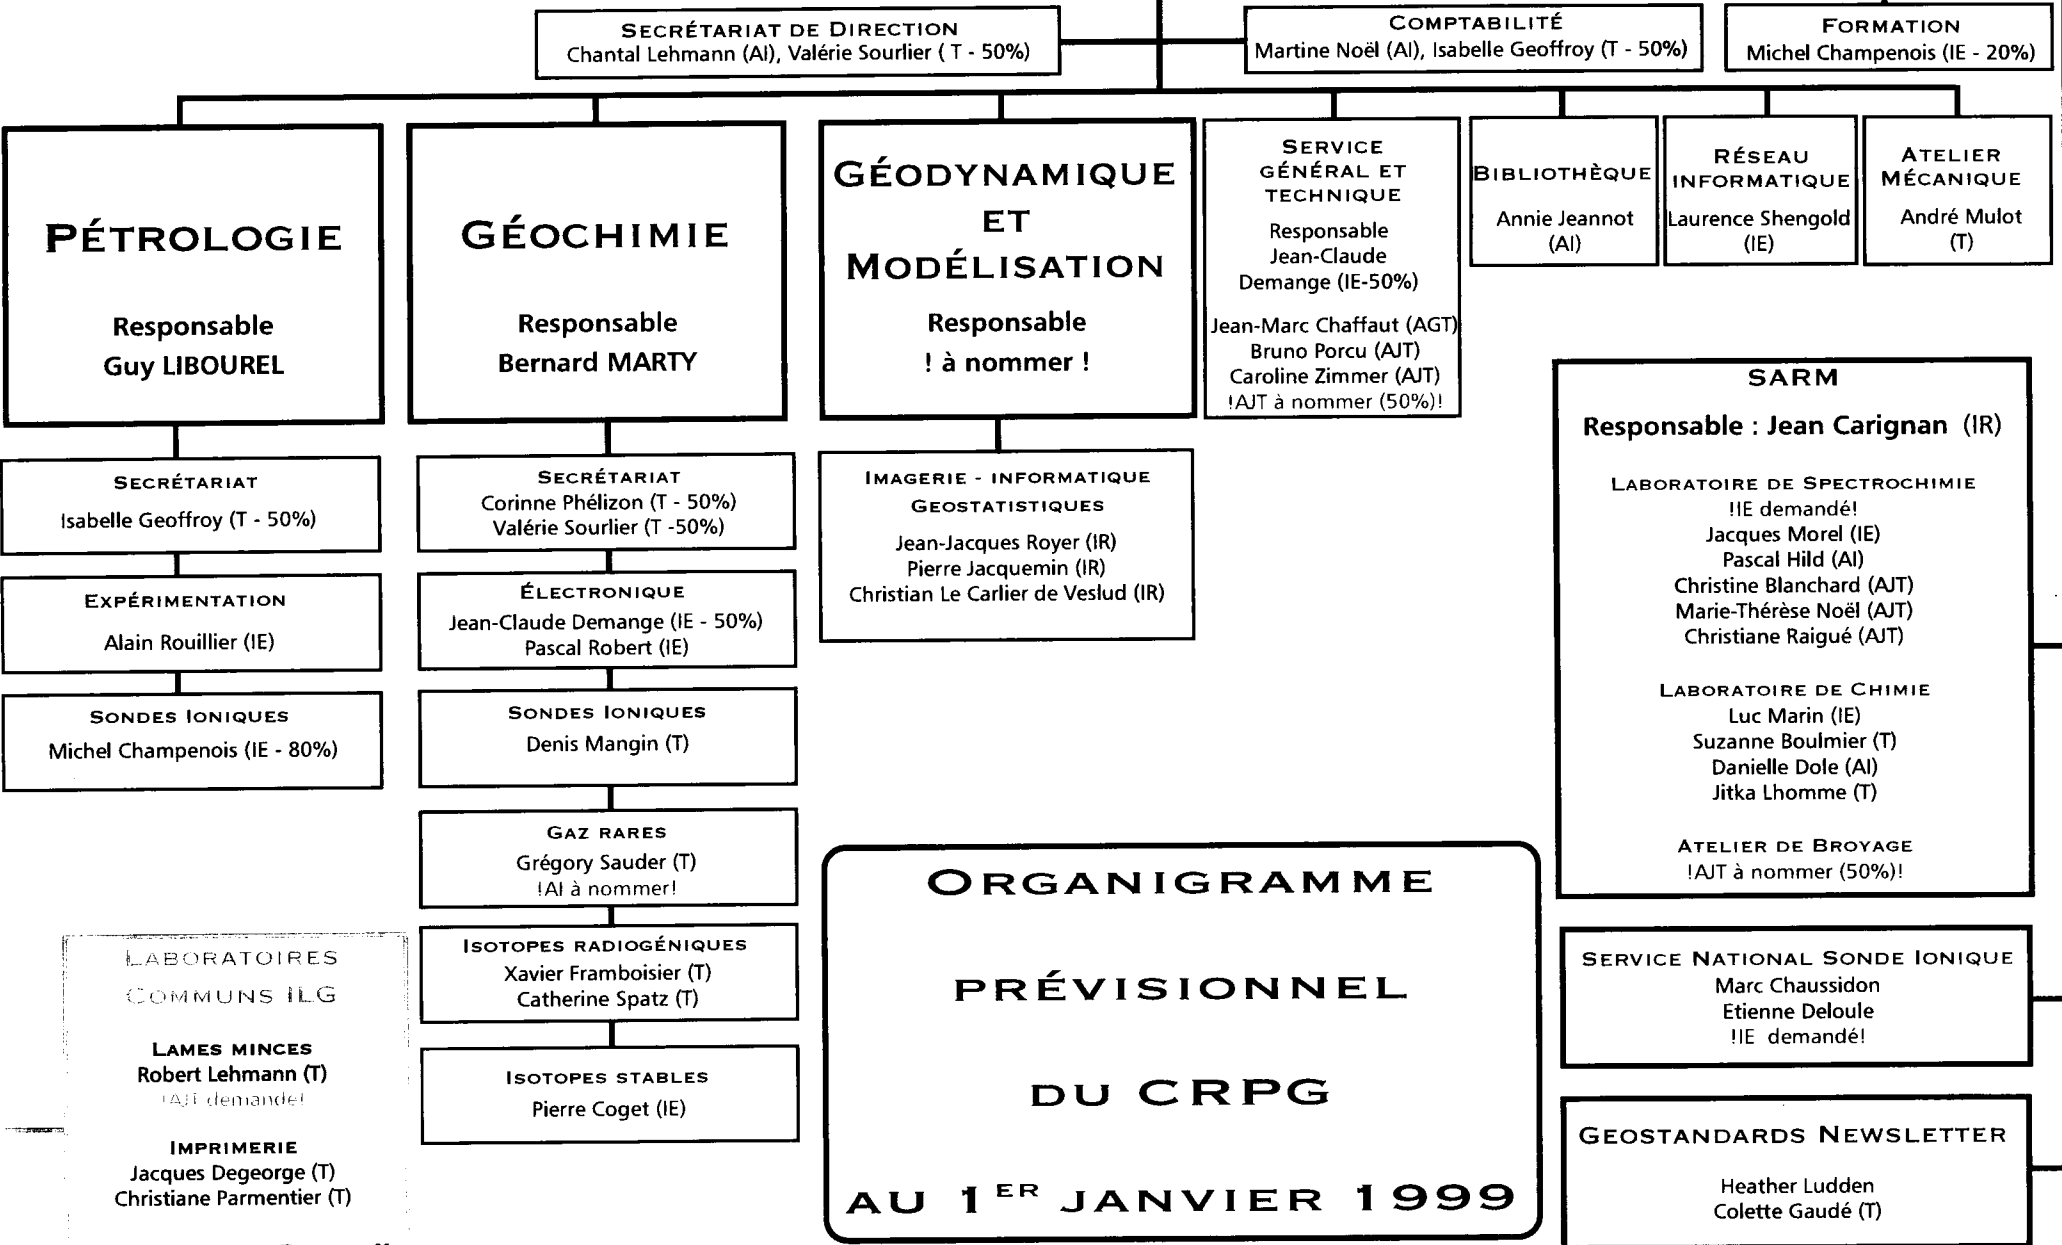 SECRÉTARIAT DE DIRECTION
Chantal Lehmann (AI), Valérie Sourlier ( T - 50%)
COMPTABILITÉ
Martine Noël (AI), Isabelle Geoffroy (T - 50%)
FORMATION
Michel Champenois (IE - 20%)
PÉTROLOGIE
Responsable
Guy LIBOUREL
SECRÉTARIAT
Isabelle Geoffroy (T - 50%)
EXPÉRIMENTATION
Alain Rouillier (IE)
SONDES IONIQUES
Michel Champenois (IE - 80%)
GÉOCHIMIE
Responsable
Bernard MARTY
SECRÉTARIAT
Corinne Phélizon (T - 50%)
Valérie Sourlier (T -50%)
ÉLECTRONIQUE
Jean-Claude Demange (IE - 50%)
Pascal Robert (IE)
SONDES IONIQUES
Denis Mangin (T)
GAZ RARES
Grégory Sauder (T)
!AI à nommer!
ISOTOPES RADIOGÉNIQUES
Xavier Framboisier (T)
Catherine Spatz (T)
ISOTOPES STABLES
Pierre Coget (IE)
GÉODYNAMIQUE
ET
MODÉLISATION
Responsable
! à nommer !
IMAGERIE - INFORMATIQUE
GEOSTATISTIQUES
Jean-Jacques Royer (IR)
Pierre Jacquemin (IR)
Christian Le Carlier de Veslud (IR)
SERVICE
GÉNÉRAL ET
TECHNIQUE
Responsable
Jean-Claude
Demange (IE-50%)
Jean-Marc Chaffaut (AGT)
Bruno Porcu (AJT)
Caroline Zimmer (AJT)
!AJT à nommer (50%)!
BIBLIOTHÈQUE
Annie Jeannot
(AI)
RÉSEAU
INFORMATIQUE
Laurence Shengold
(IE)
ATELIER
MÉCANIQUE
André Mulot
(T)
SARM
Responsable : Jean Carignan (IR)
LABORATOIRE DE SPECTROCHIMIE
!IE demandé!
Jacques Morel (IE)
Pascal Hild (AI)
Christine Blanchard (AJT)
Marie-Thérèse Noël (AJT)
Christiane Raigué (AJT)
LABORATOIRE DE CHIMIE
Luc Marin (IE)
Suzanne Boulmier (T)
Danielle Dole (AI)
Jitka Lhomme (T)
ATELIER DE BROYAGE
!AJT à nommer (50%)!
SERVICE NATIONAL SONDE IONIQUE
Marc Chaussidon
Etienne Deloule
!IE demandé!
GEOSTANDARDS NEWSLETTER
Heather Ludden
Colette Gaudé (T)
LABORATOIRES
COMMUNS ILG
LAMES MINCES
Robert Lehmann (T)
!AJT demandé!
IMPRIMERIE
Jacques Degeorge (T)
Christiane Parmentier (T)
ORGANIGRAMME
PRÉVISIONNEL
DU CRPG
AU 1ER JANVIER 1999